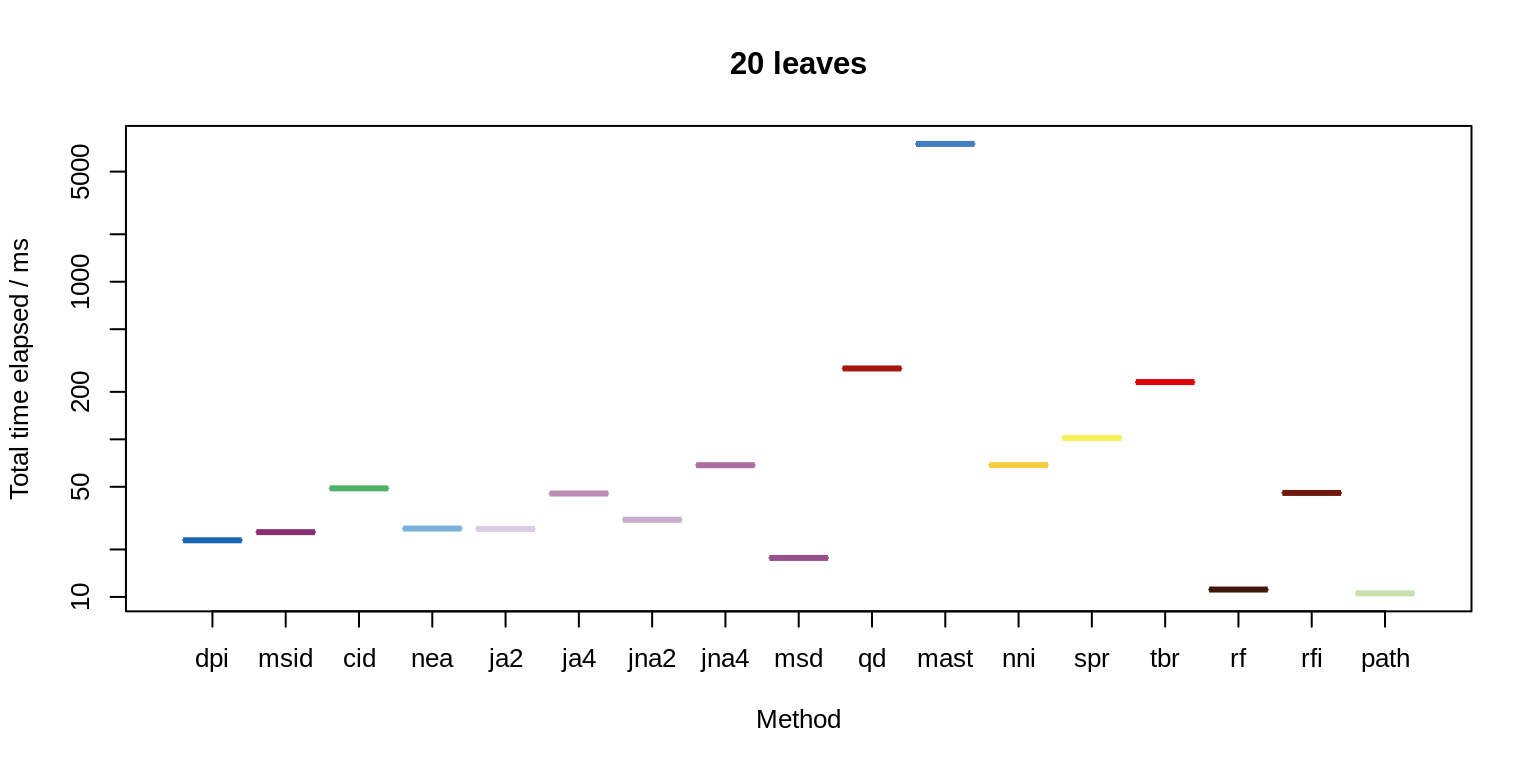 20 leaves
Total time elapsed / ms
5000
1000
200
50
10
dpi msid cid nea ja2 ja4 jna2 jna4 msd qd mast nni spr tbr rf rfi path
Method